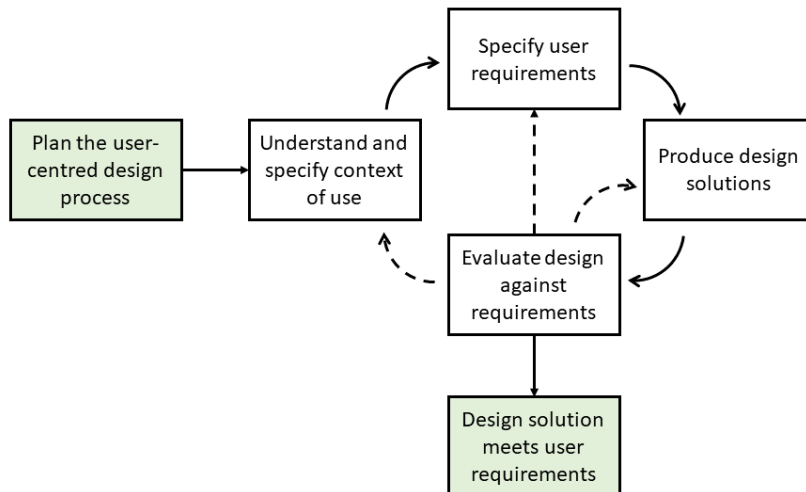 Specify user
requirements
Plan the user-
centred design
process
Understand and
specify context
of use
Produce design
solutions
Evaluate design
against
requirements
Design solution
meets user
requirements